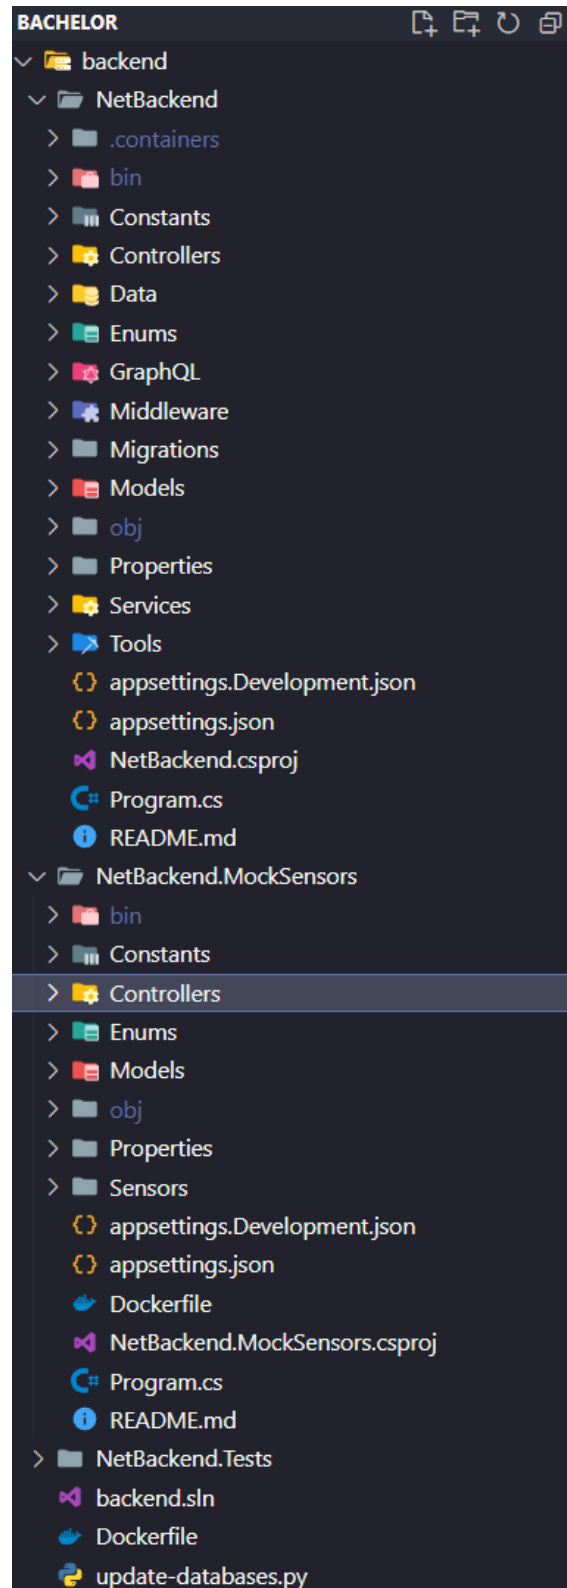 BACHELOR
backend
NetBackend
.containers
bin
Constants
Controllers
Data
Enums
GraphQL
Middleware
Migrations
Models
obj
Properties
Services
Tools
appsettings.Development.json
appsettings.json
NetBackend.csproj
Program.cs
README.md
NetBackend.MockSensors
bin
Constants
Controllers
Enums
Models
obj
Properties
Sensors
appsettings.Development.json
appsettings.json
Dockerfile
NetBackend.MockSensors.csproj
Program.cs
README.md
NetBackend.Tests
backend.sln
Dockerfile
update-databases.py